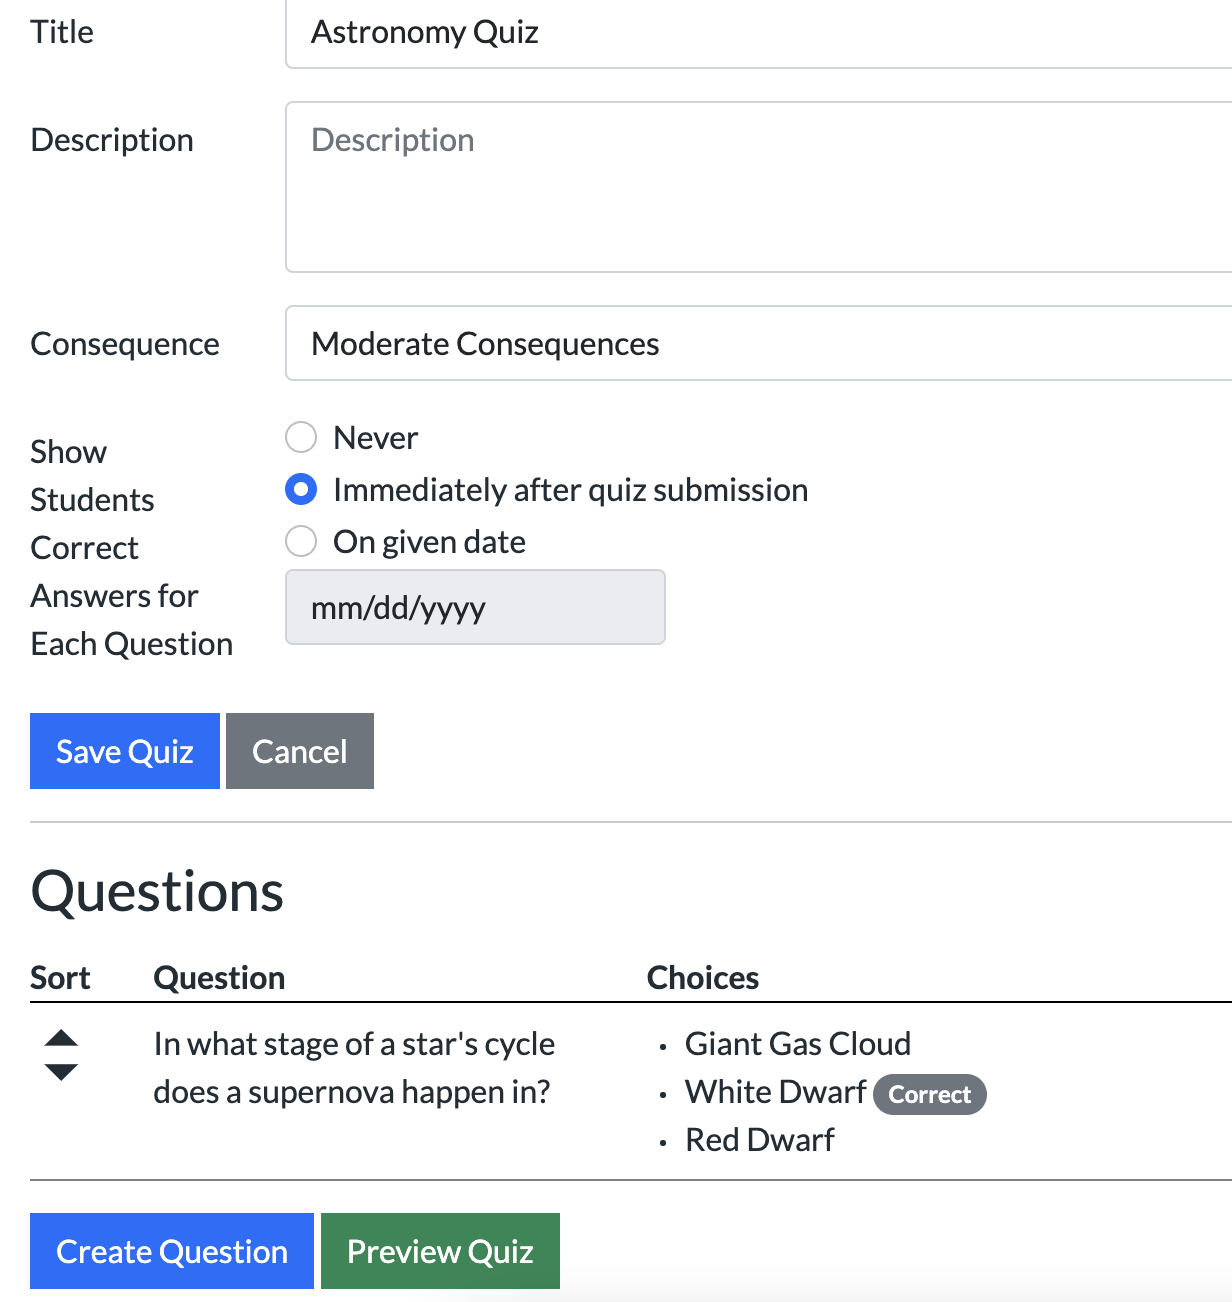 Title
Astronomy Quiz
Description
Description
Consequence
Moderate Consequences
Show
Students
Correct
Answers for
Each Question
Never
Immediately after quiz submission
On given date
mm/dd/yyyy
Save Quiz
Cancel
Questions
Sort
Question
Choices
In what stage of a star's cycle
does a supernova happen in?
• Giant Gas Cloud
• White Dwarf Correct
• Red Dwarf
Create Question
Preview Quiz